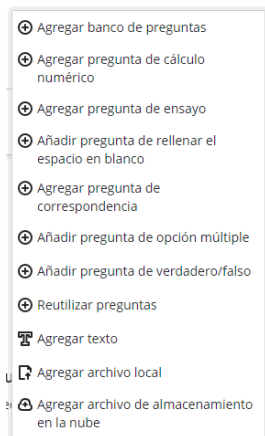 Agregar banco de preguntas
Agregar pregunta de cálculo
numérico
Agregar pregunta de ensayo
Añadir pregunta de rellenar el
espacio en blanco
Agregar pregunta de
correspondencia
Añadir pregunta de opción múltiple
Añadir pregunta de verdadero/falso
Reutilizar preguntas
Agregar texto
Agregar archivo local
Agregar archivo de almacenamiento
en la nube